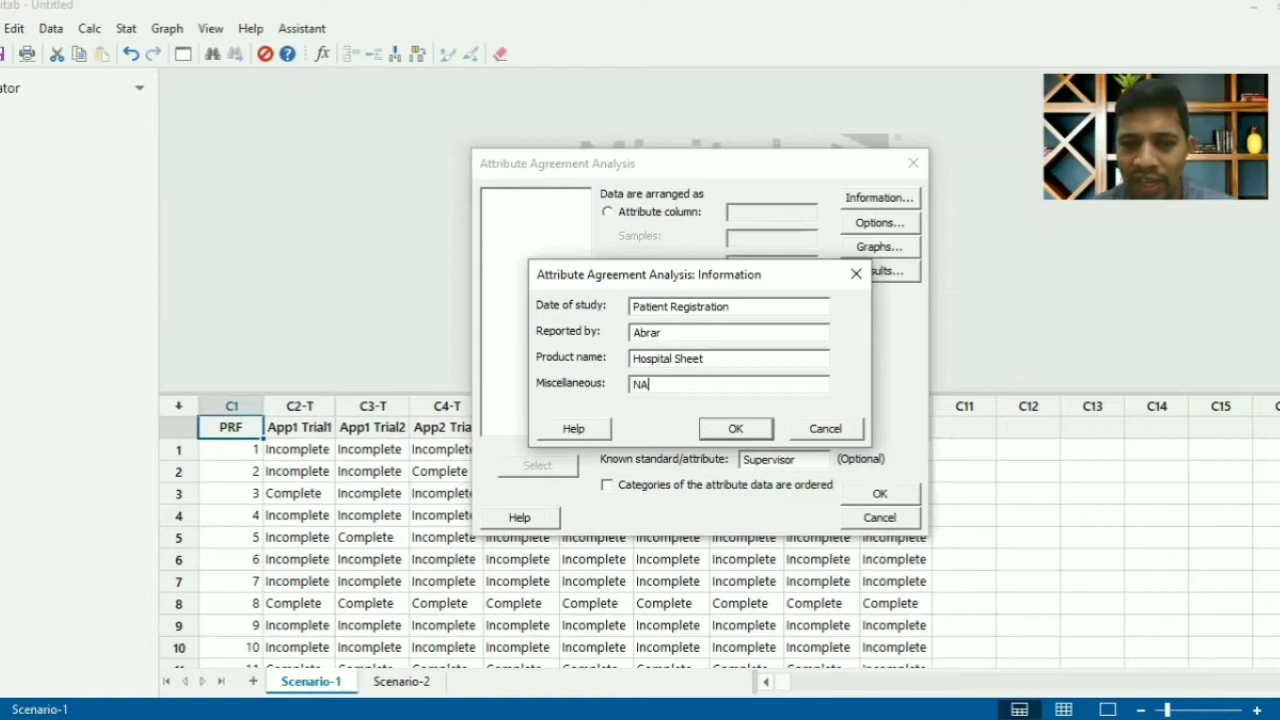 itab - Untitled
Edit Data Calc Stat Graph View Help Assistant
ator
Attribute Agreement Analysis
Data are arranged as
Attribute column:
Samples:
Information...
Options...
Graphs...
sults...
Attribute Agreement Analysis: Information
Date of study: Patient Registration
Reported by: Abrar
Product name: Hospital Sheet
Miscellaneous: NA
Help OK Cancel
Select
Known standard/attribute: Supervisor (Optional)
Categories of the attribute data are ordered
OK
Help Cancel
C1 C2-T C3-T C4-T C11 C12 C13 C14 C15
PRF App1 Trial1 App1 Trial2 App2 Tria
1 1 Incomplete Incomplete Incomplete
2 2 Incomplete Incomplete Complete
3 3 Complete Incomplete Incomplete
4 4 Incomplete Incomplete Incomplete
5 5 Incomplete Complete Incomplete Incomplete Incomplete Incomplete Incomplete Incomplete Incomplete
6 6 Incomplete Incomplete Incomplete Incomplete Incomplete Incomplete Incomplete Incomplete Incomplete
7 7 Incomplete Incomplete Incomplete Incomplete Incomplete Incomplete Incomplete Incomplete Incomplete
8 8 Complete Complete Complete Complete Complete Complete Complete Complete Complete
9 9 Incomplete Incomplete Incomplete Incomplete Incomplete Incomplete Incomplete Incomplete Incomplete
10 10 Incomplete Incomplete Incomplete Incomplete Incomplete Incomplete Incomplete Incomplete Incomplete
Scenario-1 Scenario-2
Scenario-1